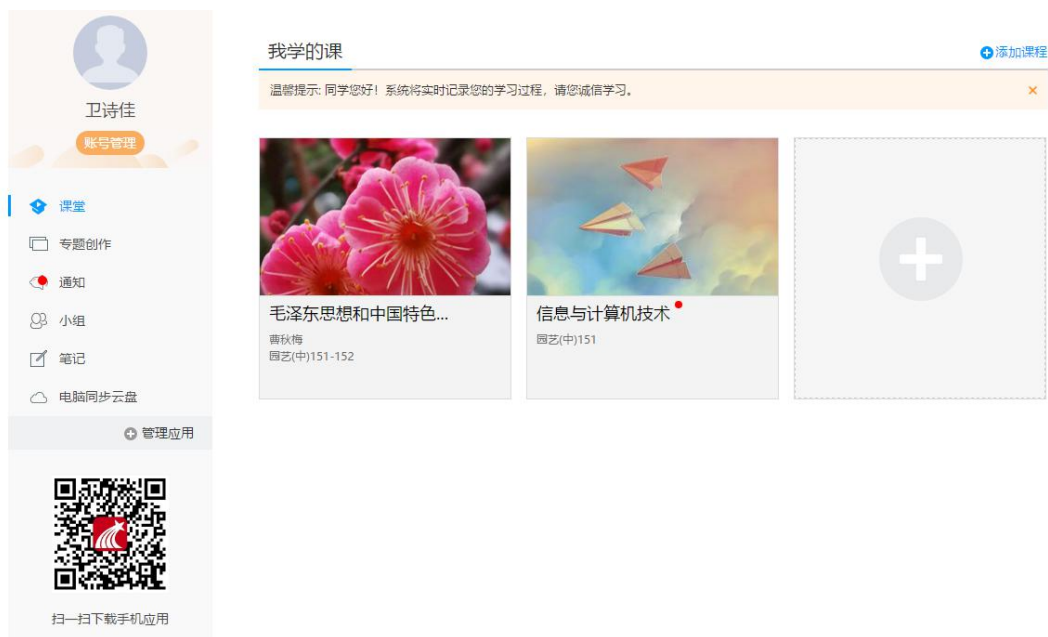 卫诗佳
账号管理
课堂
专题创作
通知
小组
笔记
电脑同步云盘
管理应用
扫一扫下载手机应用
我学的课
添加课程
温馨提示: 同学您好！系统将实时记录您的学习过程，请您诚信学习。
毛泽东思想和中国特色...
曹秋梅
园艺(中)151-152
信息与计算机技术
园艺(中)151